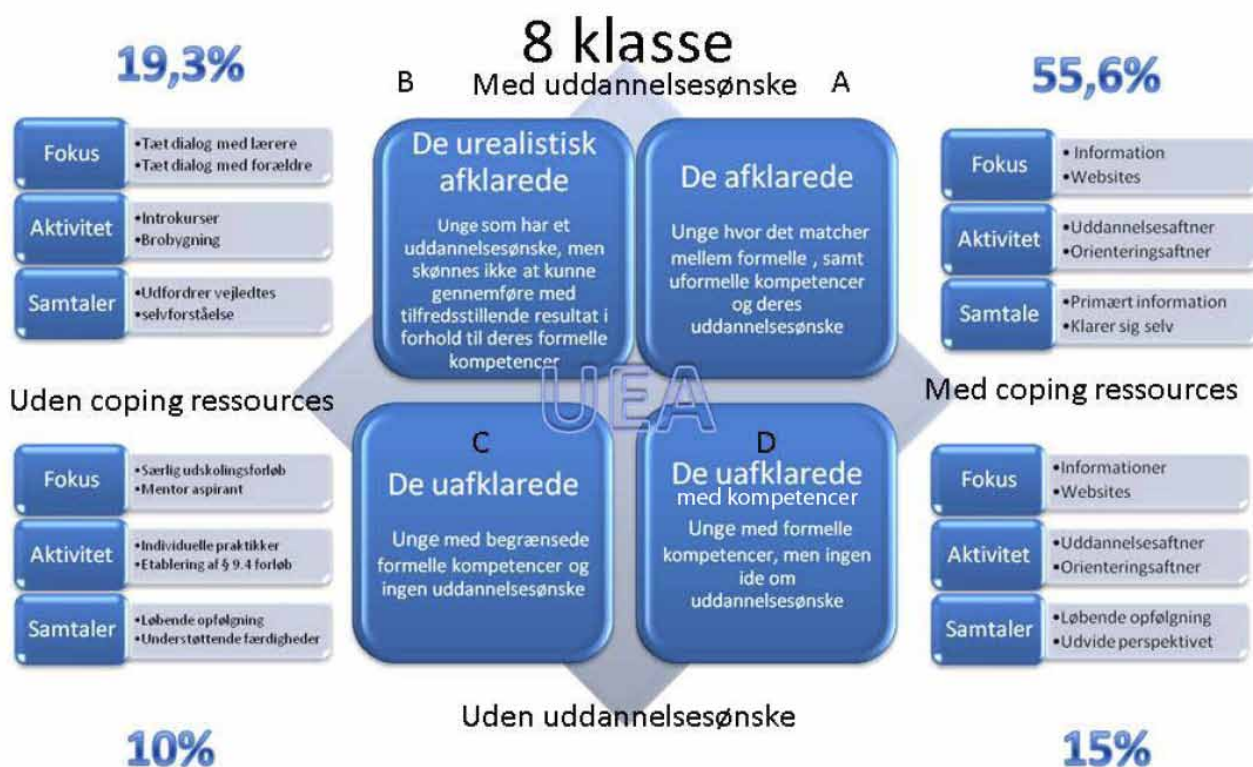 8 klasse
Med uddannelsesønske
B
A
19,3%
Fokus
•Tæt dialog med lærere
•Tæt dialog med forældre
Aktivitet
•Introkurser
•Brobygning
Samtaler
•Udfordrer vejledtes
•selvforståelse
De urealistisk
afklarede
Unge som har et
uddannelsesønske, men
skønnes ikke at kunne
gennemføre med
tilfredsstillende resultat i
forhold til deres formelle
kompetencer
De afklarede
Unge hvor det matcher
mellem formelle , samt
uformelle kompetencer
og deres
uddannelsesønske
55,6%
Fokus
• Information
• Websites
Aktivitet
•Uddannelsesaftner
•Orienteringsaftner
Samtale
•Primært information
•Klarer sig selv
Uden coping ressources
UEA
Med coping ressources
Fokus
•Særlig udskolingsforløb
•Mentor aspirant
Aktivitet
•Individuelle praktikker
•Etablering af § 9.4 forløb
Samtaler
•Løbende opfølgning
•Understøttende færdigheder
C
De uafklarede
Unge med begrænsede
formelle kompetencer og
ingen uddannelsesønske
D
De uafklarede
med kompetencer
Unge med formelle
kompetencer, men ingen
ide om
uddannelsesønske
Fokus
•Informationer
•Websites
Aktivitet
•Uddannelsesaftner
•Orienteringsaftner
Samtaler
•Løbende opfølgning
•Udvide perspektivet
Uden uddannelsesønske
10%
15%